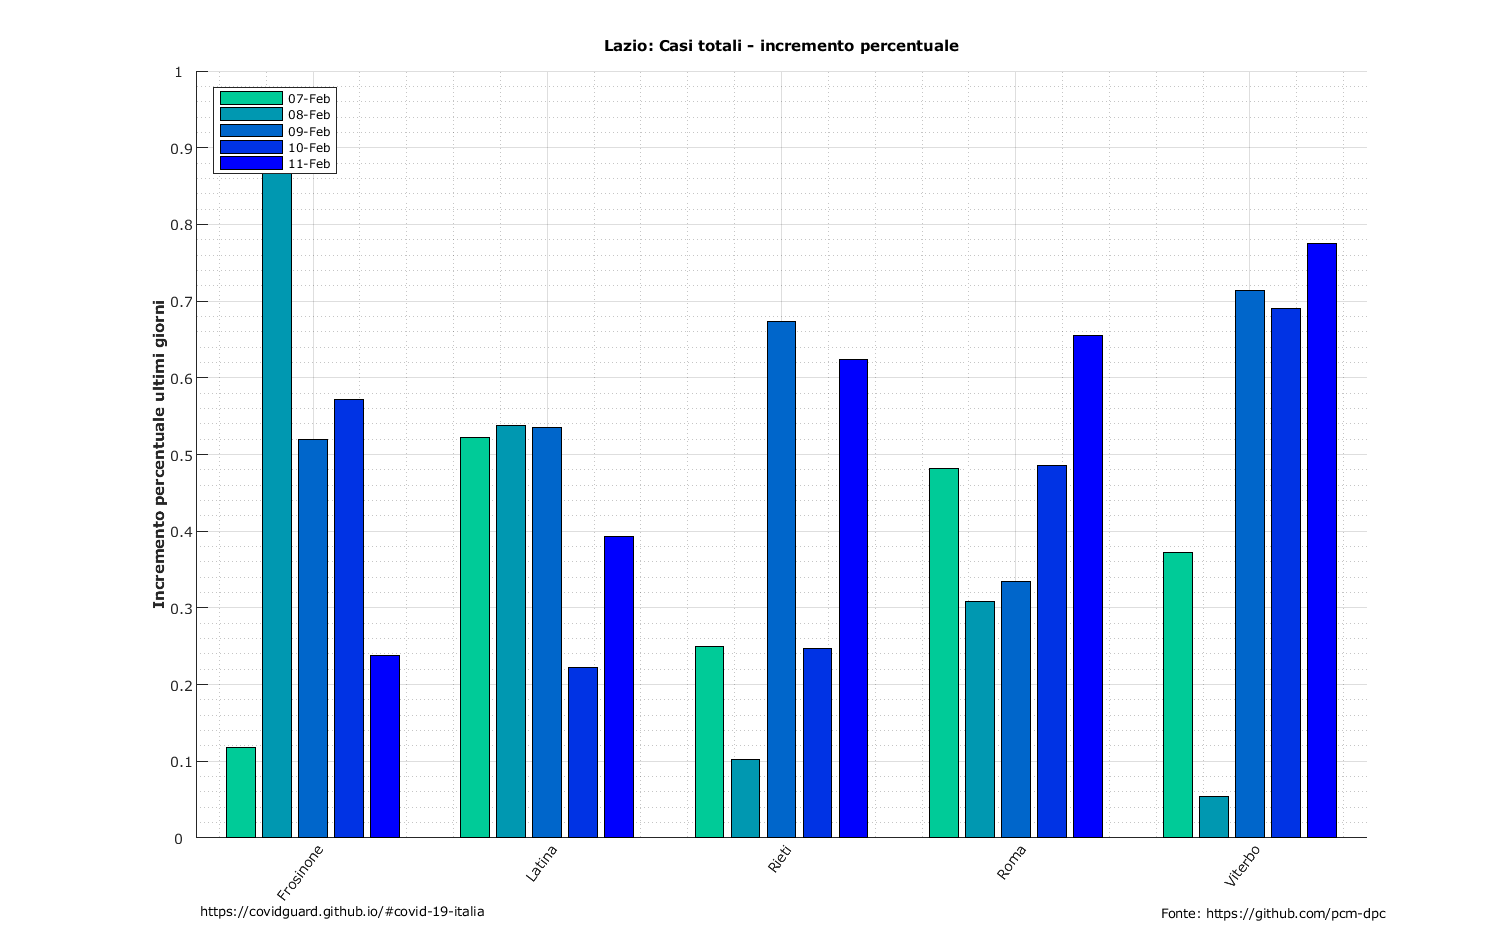 Lazio: Casi totali - incremento percentuale
Incremento percentuale ultimi giorni
1
0.9
0.8
0.7
0.6
0.5
0.4
0.3
0.2
0.1
0
07-Feb
08-Feb
09-Feb
10-Feb
11-Feb
Frosinone
Latina
Rieti
Roma
Viterbo
https://covidguard.github.io/#covid-19-italia
Fonte: https://github.com/pcm-dpc